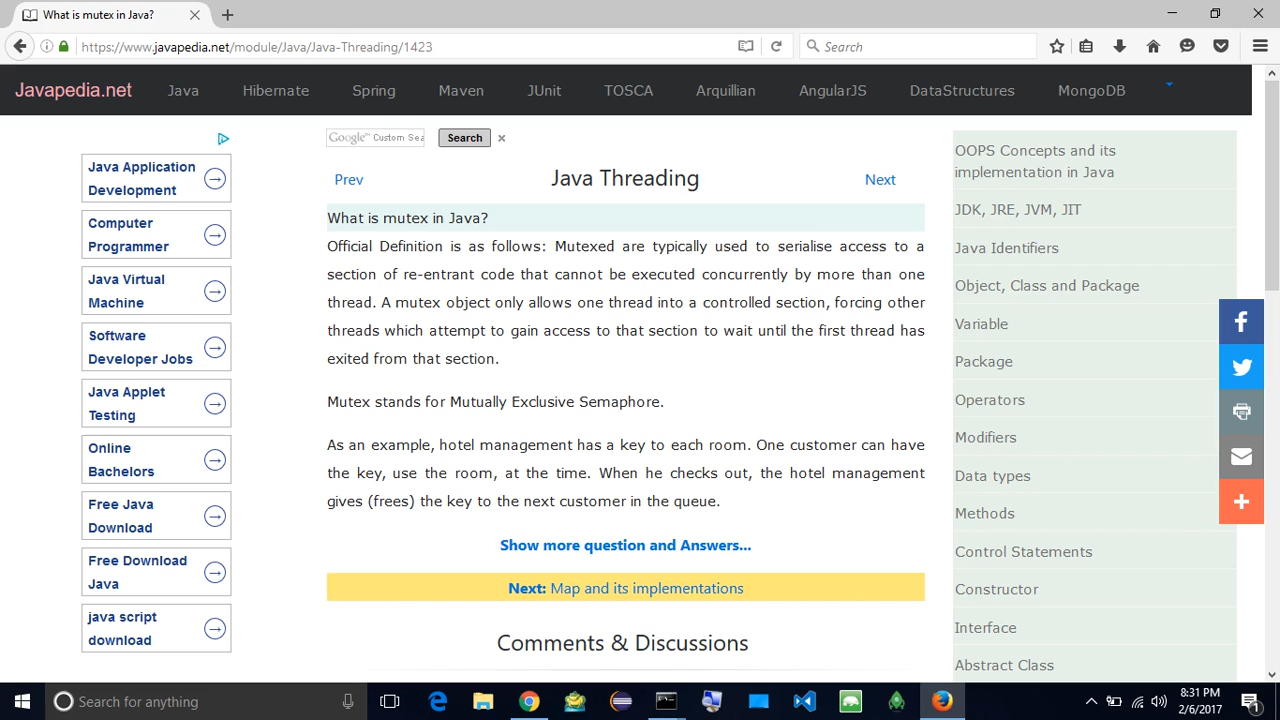 What is mutex in Java?
https://www.javapedia.net/module/Java/Java-Threading/1423
Search
Javapedia.net Java Hibernate Spring Maven JUnit TOSCA Arquillian AngularJS DataStructures MongoDB
Google™ Custom Sea Search
Prev Java Threading Next
What is mutex in Java?
Official Definition is as follows: Mutexed are typically used to serialise access to a
section of re-entrant code that cannot be executed concurrently by more than one
thread. A mutex object only allows one thread into a controlled section, forcing other
threads which attempt to gain access to that section to wait until the first thread has
exited from that section.
Mutex stands for Mutually Exclusive Semaphore.
As an example, hotel management has a key to each room. One customer can have
the key, use the room, at the time. When he checks out, the hotel management
gives (frees) the key to the next customer in the queue.
Show more question and Answers...
Next: Map and its implementations
Comments & Discussions
Java Application
Development
Computer
Programmer
Java Virtual
Machine
Software
Developer Jobs
Java Applet
Testing
Online
Bachelors
Free Java
Download
Free Download
Java
java script
download
OOPS Concepts and its
implementation in Java
JDK, JRE, JVM, JIT
Java Identifiers
Object, Class and Package
Variable
Package
Operators
Modifiers
Data types
Methods
Control Statements
Constructor
Interface
Abstract Class
Search for anything
8:31 PM
2/6/2017
1